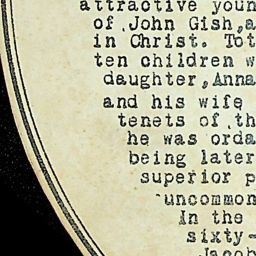 attractive youn
of John Gish, a
in Christ. Tot
ten children w
daughter, Anna
and his wife
tenets of th
he was orda
being later
superior p
uncommon
In the
sixty-
Jacob